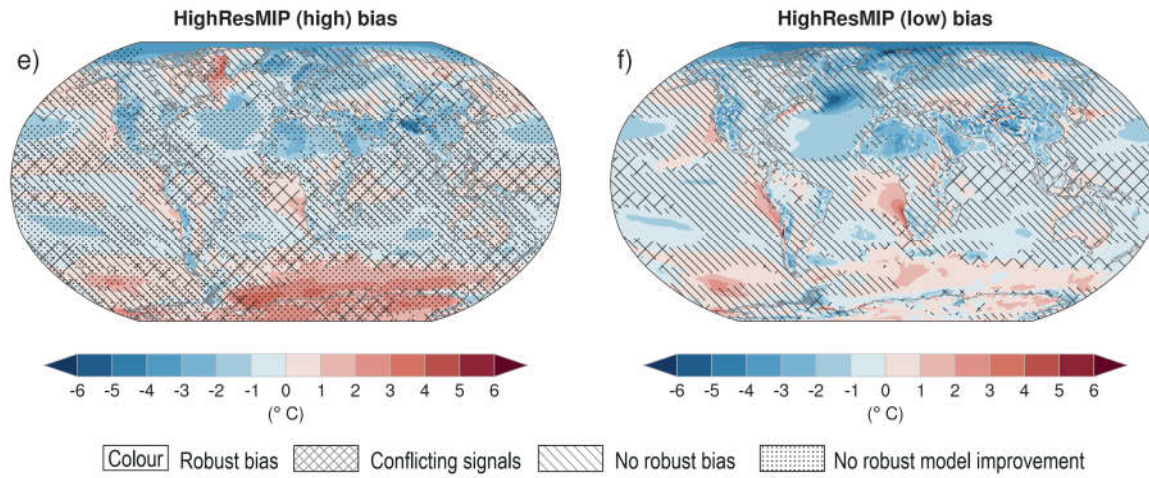 HighResMIP (high) bias
HighResMIP (low) bias
e)
f)
-6 -5 -4 -3 -2 -1 0 1 2 3 4 5 6
(° C)
-6 -5 -4 -3 -2 -1 0 1 2 3 4 5 6
(° C)
Colour Robust bias Conflicting signals No robust bias No robust model improvement